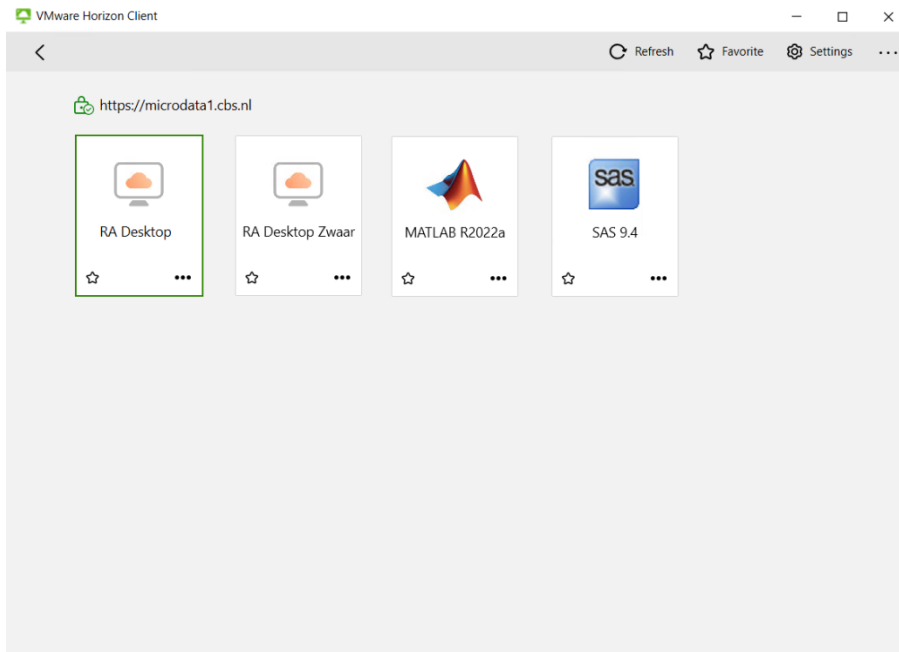 VMware Horizon Client
Refresh Favorite Settings
https://microdata1.cbs.nl
RA Desktop
RA Desktop Zwaar
MATLAB R2022a
sas
SAS 9.4